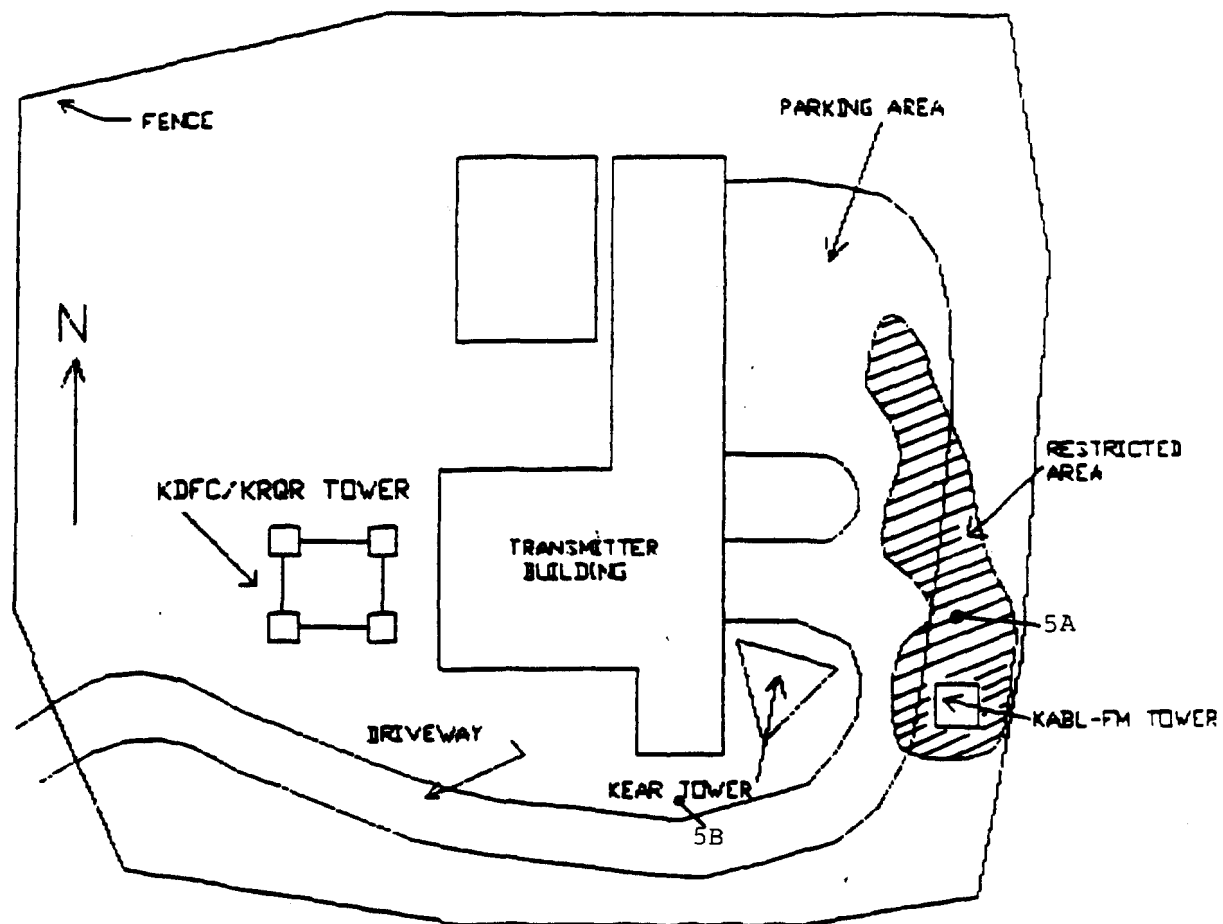 FENCE
PARKING AREA
N
RESTRICTED
AREA
KDFC/KRQR TOWER
TRANSMITTER
BUILDING
5A
KABL-FM TOWER
DRIVEWAY
KEAR TOWER
5B